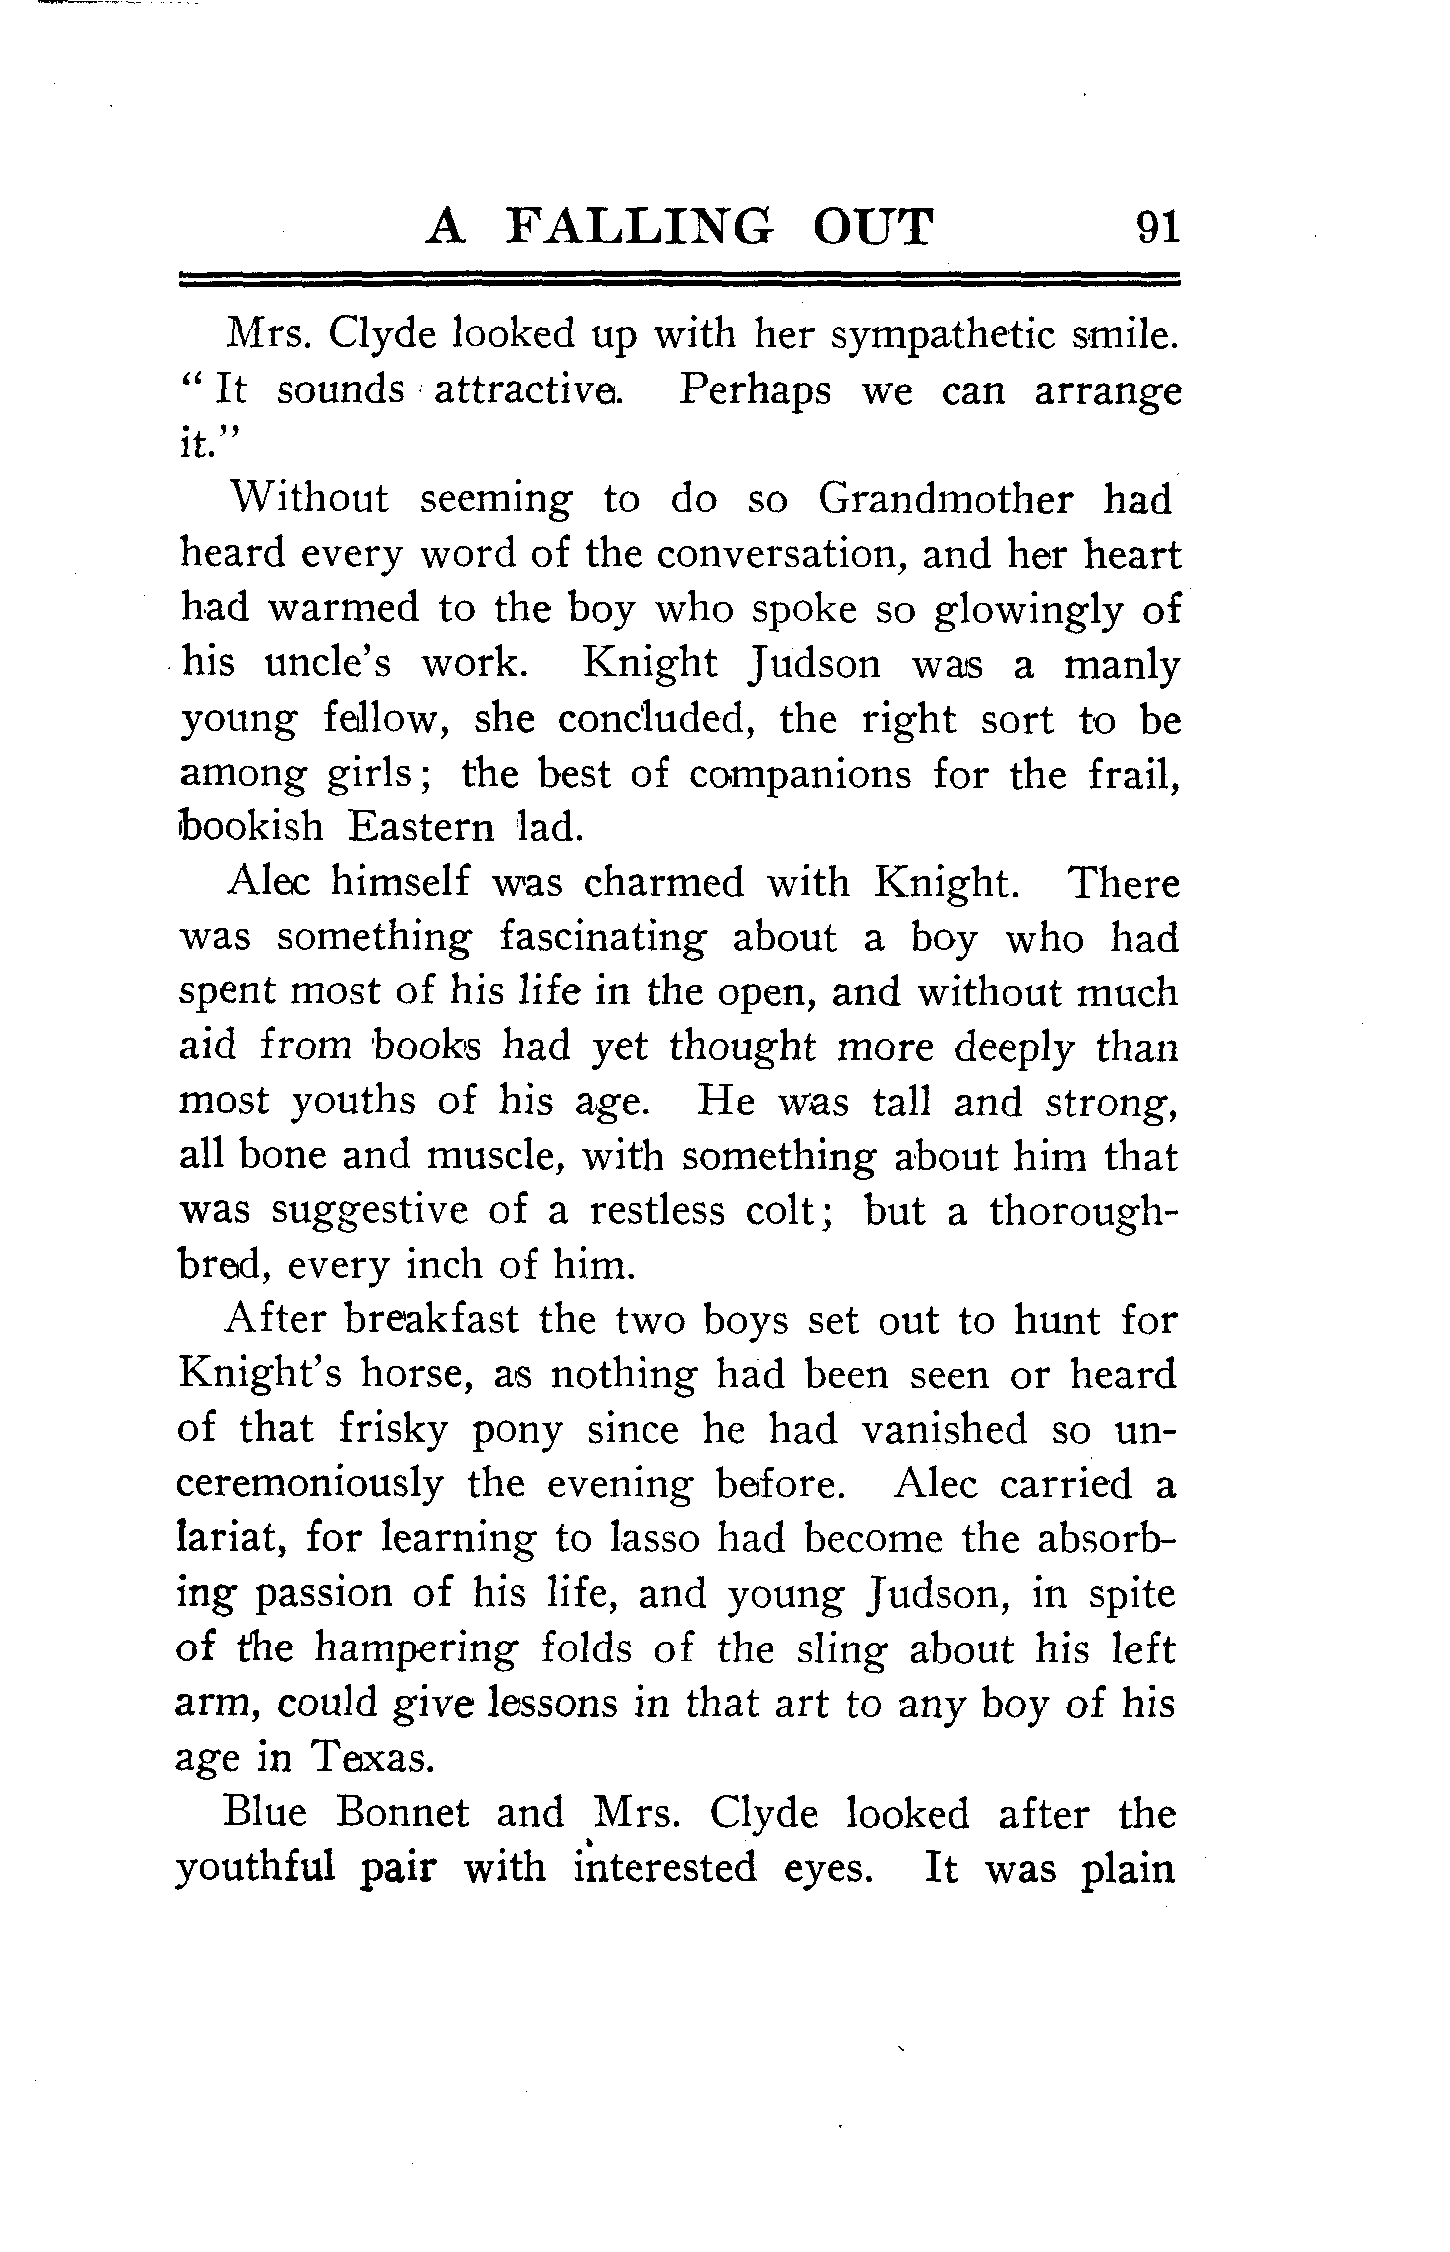 A FALLING OUT 91
Mrs. Clyde looked up with her sympathetic smile.
" It sounds attractive. Perhaps we can arrange
it."
Without seeming to do so Grandmother had
heard every word of the conversation, and her heart
had warmed to the boy who spoke so glowingly of
his uncle's work. Knight Judson was a manly
young fellow, she concluded, the right sort to be
among girls; the best of companions for the frail,
bookish Eastern lad.
Alec himself was charmed with Knight. There
was something fascinating about a boy who had
spent most of his life in the open, and without much
aid from books had yet thought more deeply than
most youths of his age. He was tall and strong,
all bone and muscle, with something about him that
was suggestive of a restless colt; but a thorough-
bred, every inch of him.
After breakfast the two boys set out to hunt for
Knight's horse, as nothing had been seen or heard
of that frisky pony since he had vanished so un-
ceremoniously the evening before. Alec carried a
lariat, for learning to lasso had become the absorb-
ing passion of his life, and young Judson, in spite
of the hampering folds of the sling about his left
arm, could give lessons in that art to any boy of his
age in Texas.
Blue Bonnet and Mrs. Clyde looked after the
youthful pair with interested eyes. It was plain